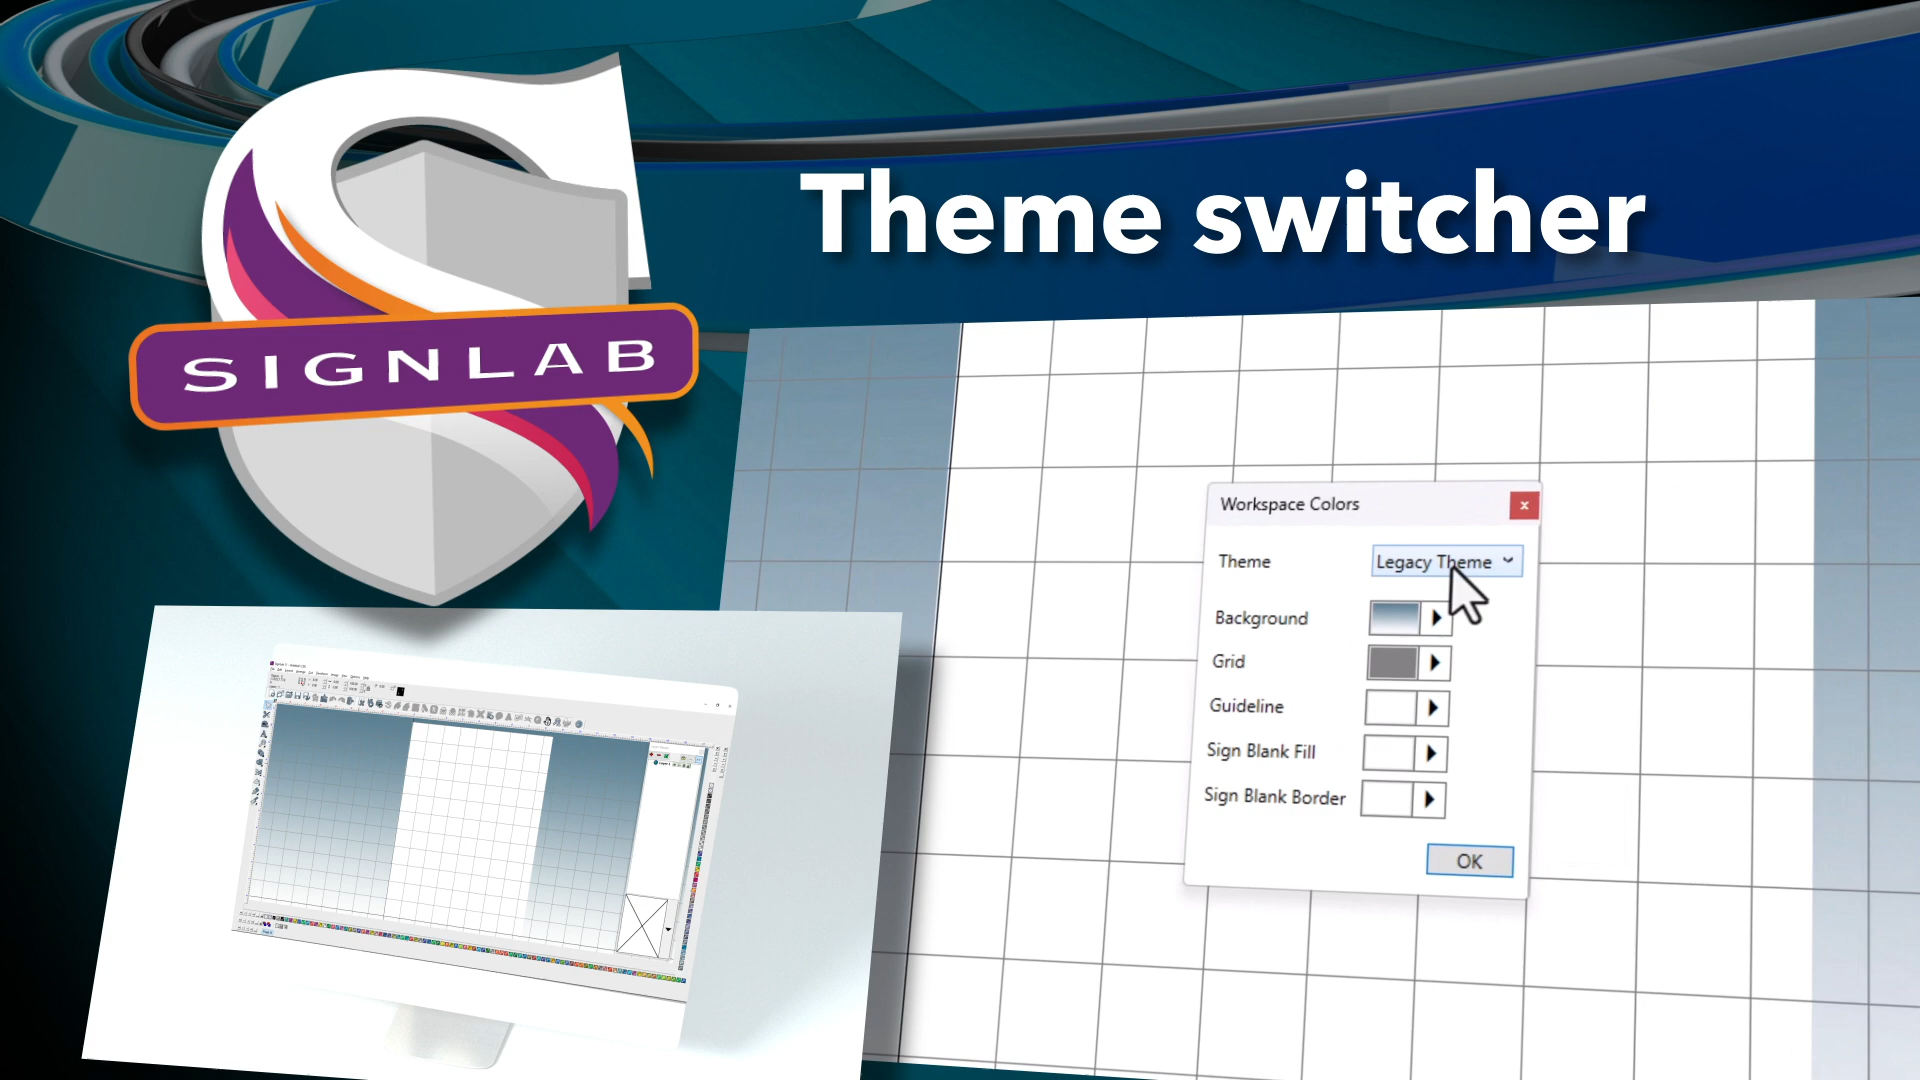 Theme switcher
SIGNLAB
Workspace Colors
Theme
Legacy Theme
Background
Grid
Guideline
Sign Blank Fill
Sign Blank Border
OK